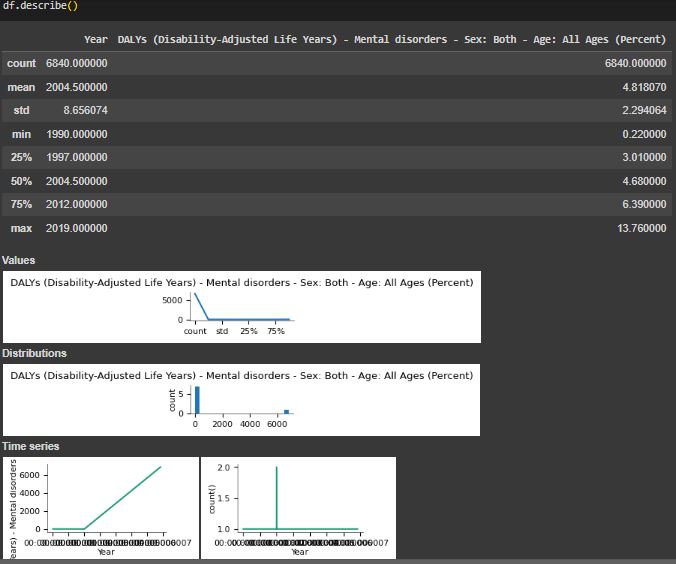 df.describe()
Year DALYs (Disability-Adjusted Life Years) - Mental disorders - Sex: Both - Age: All Ages (Percent)
count 6840.000000 6840.000000
mean 2004.500000 4.818070
std 8.656074 2.294064
min 1990.000000 0.220000
25% 1997.000000 3.010000
50% 2004.500000 4.680000
75% 2012.000000 6.390000
max 2019.000000 13.760000
Values
DALYs (Disability-Adjusted Life Years) - Mental disorders - Sex: Both - Age: All Ages (Percent)
5000
0
count std 25% 75%
Distributions
DALYs (Disability-Adjusted Life Years) - Mental disorders - Sex: Both - Age: All Ages (Percent)
count
5
0
0 2000 4000 6000
Time series
ears) - Mental disorders
6000
4000
2000
0
Year
count()
2.0
1.5
1.0
Year